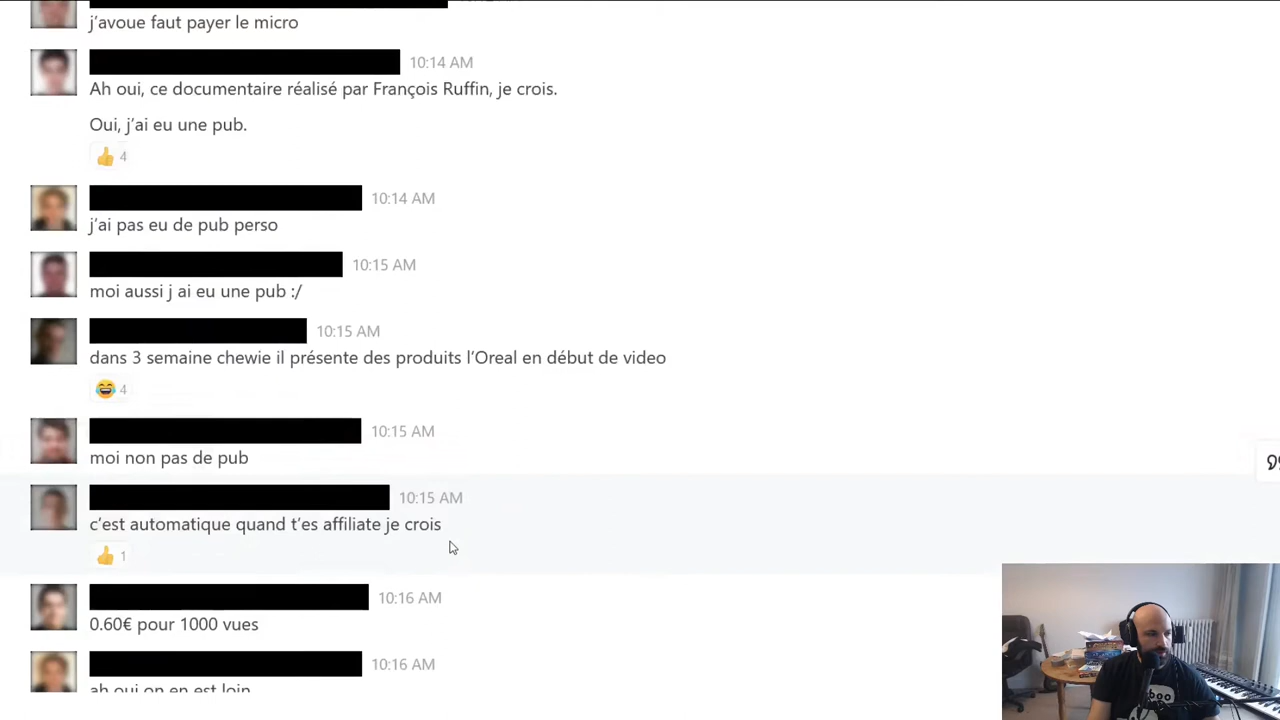 j'avoue faut payer le micro
10:14 AM
Ah oui, ce documentaire réalisé par François Ruffin, je crois.
Oui, j'ai eu une pub.
👍 4
10:14 AM
j'ai pas eu de pub perso
10:15 AM
moi aussi j ai eu une pub :/
10:15 AM
dans 3 semaine chewie il présente des produits l'Oreal en début de video
😂 4
10:15 AM
moi non pas de pub
10:15 AM
c'est automatique quand t'es affiliate je crois
👍 1
10:16 AM
0.60€ pour 1000 vues
10:16 AM
ah oui on en est loin
boo